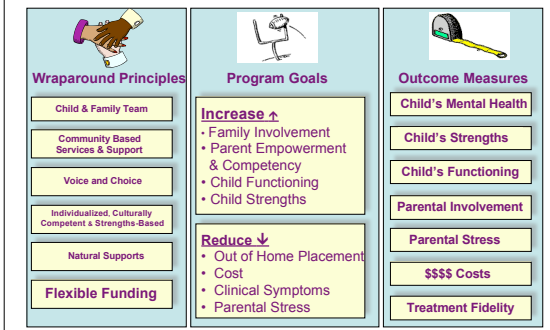 Wraparound Principles
Child & Family Team
Community Based
Services & Support
Voice and Choice
Individualized, Culturally
Competent & Strengths-Based
Natural Supports
Flexible Funding
Program Goals
Increase ↑
• Family Involvement
• Parent Empowerment
& Competency
• Child Functioning
• Child Strengths
Reduce ↓
• Out of Home Placement
• Cost
• Clinical Symptoms
• Parental Stress
Outcome Measures
Child's Mental Health
Child's Strengths
Child's Functioning
Parental Involvement
Parental Stress
$$$$ Costs
Treatment Fidelity